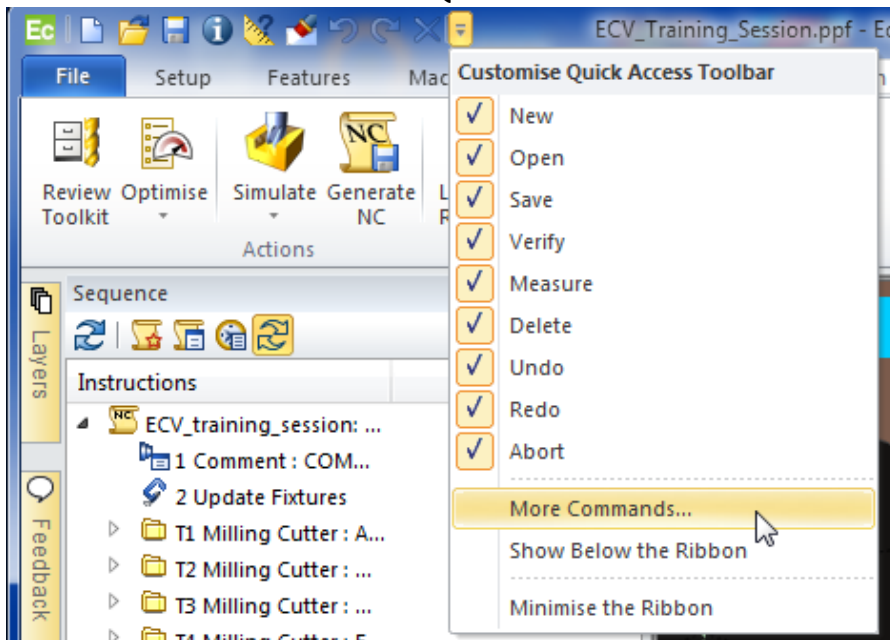 Ec
ECV_Training_Session.ppf - Ec
File Setup Features Mac
Customise Quick Access Toolbar
New
Open
Save
Verify
Measure
Delete
Undo
Redo
Abort
More Commands...
Show Below the Ribbon
Minimise the Ribbon
NC
Review Optimise Simulate Generate L
Toolkit NC R
Actions
Layers
Feedback
Sequence
Instructions
NC
ECV_training_session: ...
1 Comment : COM...
2 Update Fixtures
T1 Milling Cutter : A...
T2 Milling Cutter : ...
T3 Milling Cutter : ...